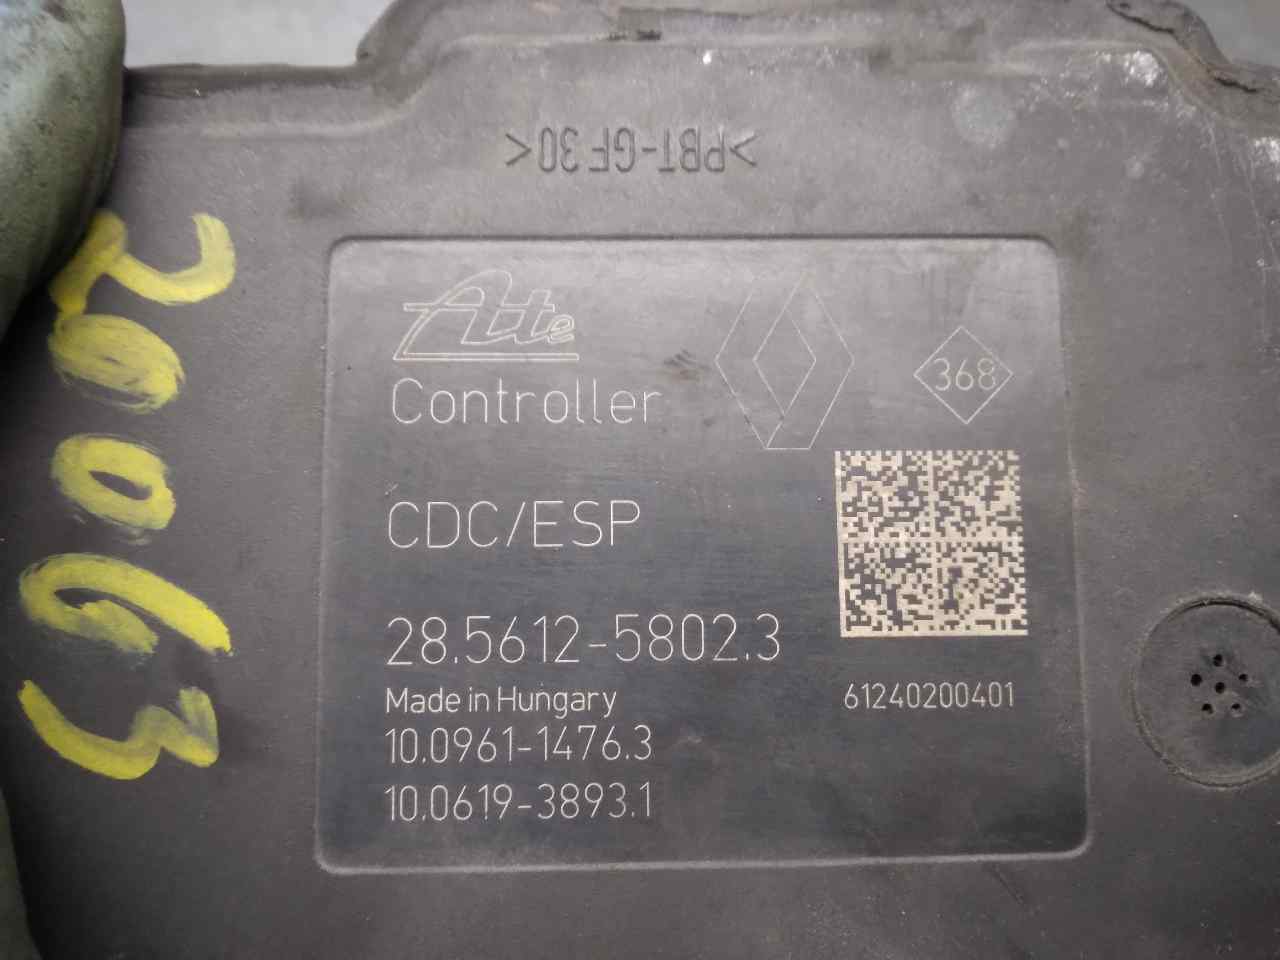 >PBT-GF30<
Ate
Controller
368
CDC/ESP
28.5612-5802.3
Made in Hungary
61240200401
10.0961-1476.3
10.0619-3893.1
20063